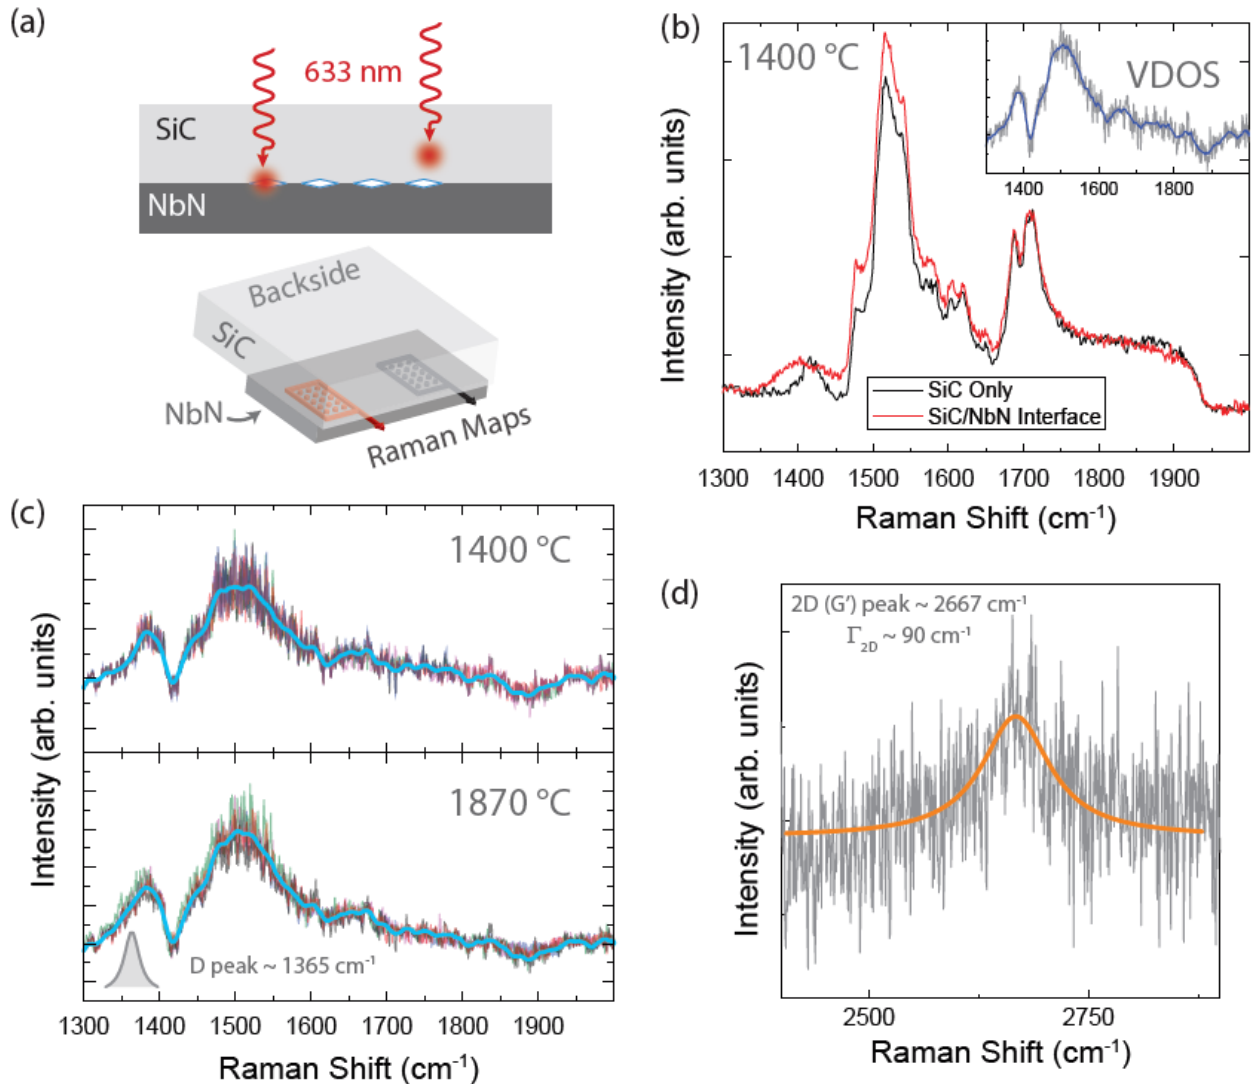 (a)
633 nm
SiC
NbN
Backside
SiC
NbN
Raman Maps
(b)
1400 °C
VDOS
1400 1600 1800
Intensity (arb. units)
SiC Only
SiC/NbN Interface
1300 1400 1500 1600 1700 1800 1900
Raman Shift (cm⁻¹)
(c)
1400 °C
1870 °C
D peak ~ 1365 cm⁻¹
Intensity (arb. units)
1300 1400 1500 1600 1700 1800 1900
Raman Shift (cm⁻¹)
(d)
2D (G′) peak ~ 2667 cm⁻¹
Γ₂D ~ 90 cm⁻¹
Intensity (arb. units)
2500 2750
Raman Shift (cm⁻¹)